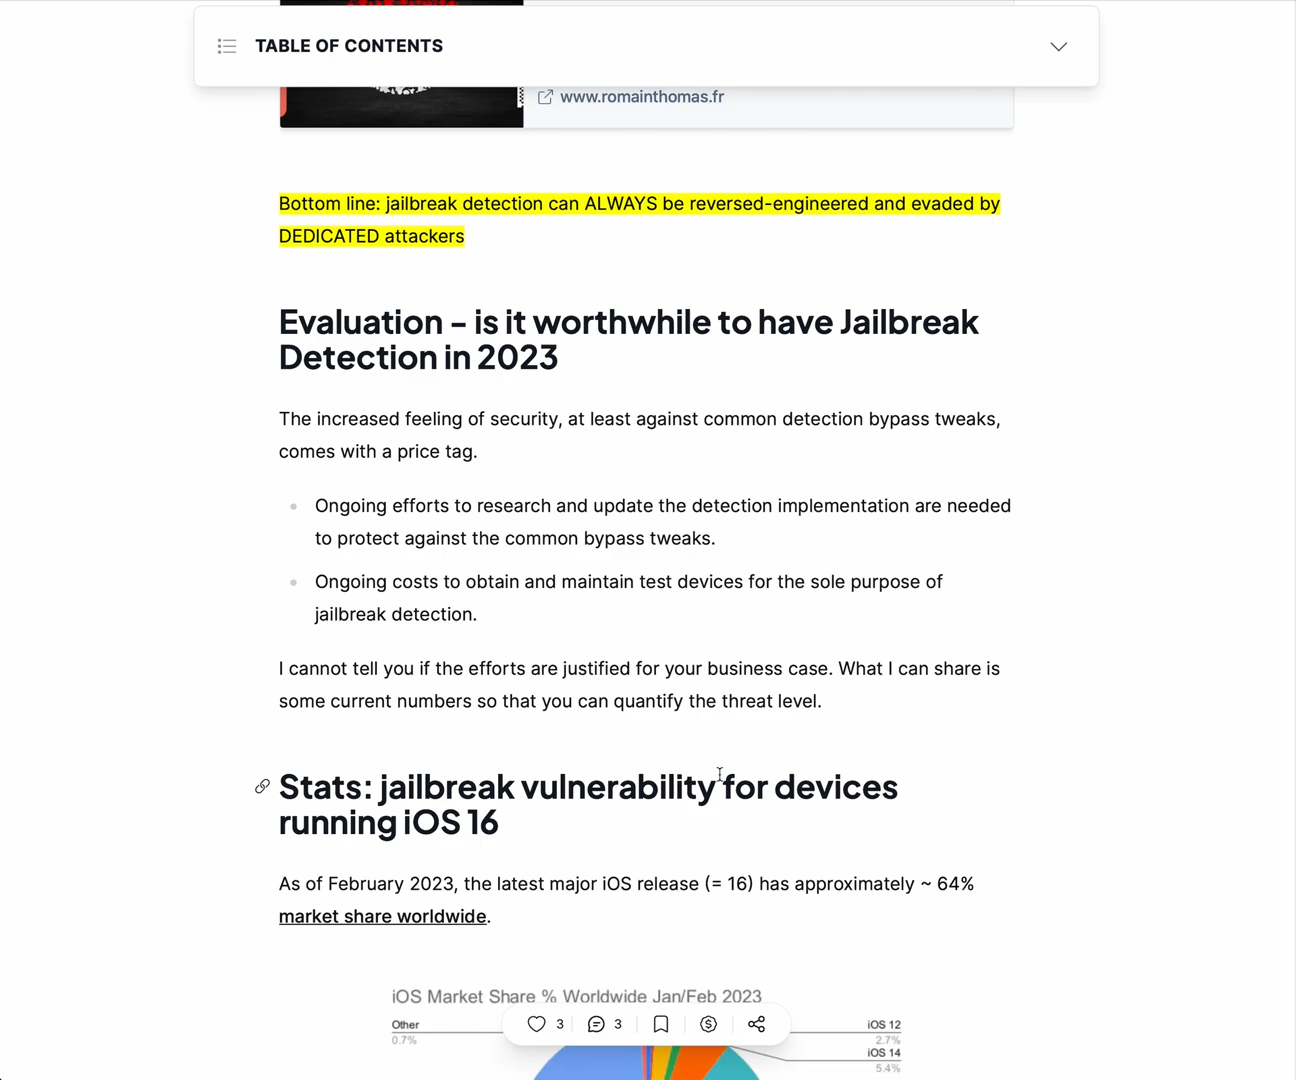 TABLE OF CONTENTS
www.romainthomas.fr
Bottom line: jailbreak detection can ALWAYS be reversed-engineered and evaded by
DEDICATED attackers
Evaluation - is it worthwhile to have Jailbreak
Detection in 2023
The increased feeling of security, at least against common detection bypass tweaks,
comes with a price tag.
Ongoing efforts to research and update the detection implementation are needed
to protect against the common bypass tweaks.
Ongoing costs to obtain and maintain test devices for the sole purpose of
jailbreak detection.
I cannot tell you if the efforts are justified for your business case. What I can share is
some current numbers so that you can quantify the threat level.
Stats: jailbreak vulnerability for devices
running iOS 16
As of February 2023, the latest major iOS release (= 16) has approximately ~ 64%
market share worldwide.
iOS Market Share % Worldwide Jan/Feb 2023
Other
0.7%
3
3
iOS 12
2.7%
iOS 14
5.4%